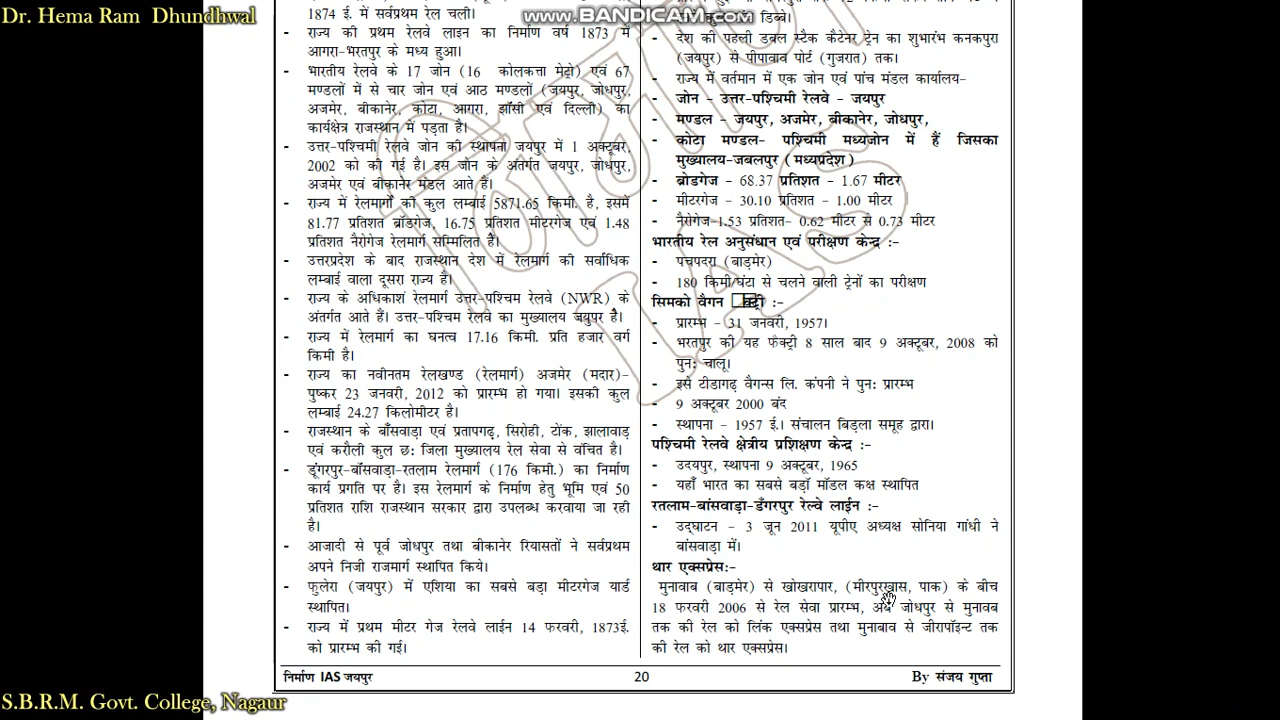 Dr. Hema Ram Dhundhwal
www.BANDICAM.com
1874 ई. में सर्वप्रथम रेल चली।
- राज्य की प्रथम रेलवे लाइन का निर्माण वर्ष 1873 में
आगरा-भरतपुर के मध्य हुआ।
- भारतीय रेलवे के 17 जोन (16 कोलकत्ता मेट्रो) एवं 67
मण्डलों में से चार जोन एवं आठ मण्डलों (जयपुर, जोधपुर,
अजमेर, बीकानेर, कोटा, आगरा, झाँसी एवं दिल्ली) का
कार्यक्षेत्र राजस्थान में पड़ता है।
- उत्तर-पश्चिमी रेलवे जोन की स्थापना जयपुर में 1 अक्टूबर,
2002 को की गई है। इस जोन के अंतर्गत जयपुर, जोधपुर,
अजमेर एवं बीकानेर मंडल आते हैं।
- राज्य में रेलमार्गों की कुल लम्बाई 5871.65 किमी. है, इसमें
81.77 प्रतिशत ब्रॉडगेज, 16.75 प्रतिशत मीटरगेज एवं 1.48
प्रतिशत नैरोगेज रेलमार्ग सम्मिलित है।
- उत्तरप्रदेश के बाद राजस्थान देश में रेलमार्ग की सर्वाधिक
लम्बाई वाला दूसरा राज्य है।
- राज्य के अधिकाशं रेलमार्ग उत्तर-पश्चिम रेलवे (NWR) के
अंतर्गत आते हैं। उत्तर-पश्चिम रेलवे का मुख्यालय जयुपर है।
- राज्य में रेलमार्ग का घनत्व 17.16 किमी. प्रति हजार वर्ग
किमी है।
- राज्य का नवीनतम रेलखण्ड (रेलमार्ग) अजमेर (मदार)-
पुष्कर 23 जनवरी, 2012 को प्रारम्भ हो गया। इसकी कुल
लम्बाई 24.27 किलोमीटर है।
- राजस्थान के बाँसवाड़ा एवं प्रतापगढ़, सिरोही, टोंक, झालावाड़
एवं करौली कुल छः जिला मुख्यालय रेल सेवा से वंचित है।
- डूंगरपुर-बाँसवाड़ा-रतलाम रेलमार्ग (176 किमी.) का निर्माण
कार्य प्रगति पर है। इस रेलमार्ग के निर्माण हेतु भूमि एवं 50
प्रतिशत राशि राजस्थान सरकार द्वारा उपलब्ध करवाया जा रही
है।
- आजादी से पूर्व जोधपुर तथा बीकानेर रियासतों ने सर्वप्रथम
अपने निजी राजमार्ग स्थापित किये।
- फुलेरा (जयपुर) में एशिया का सबसे बड़ा मीटरगेज यार्ड
स्थापित।
- राज्य में प्रथम मीटर गेज रेलवे लाईन 14 फरवरी, 1873ई.
को प्रारम्भ की गई।
डिब्बे।
- देश की पहली डबल स्टैक कैटेनर ट्रेन का शुभारंभ कनकपुरा
(जयपुर) से पीपावाव पोर्ट (गुजरात) तक।
- राज्य में वर्तमान में एक जोन एवं पांच मंडल कार्यालय-
- जोन - उत्तर-पश्चिमी रेलवे - जयपुर
- मण्डल - जयपुर, अजमेर, बीकानेर, जोधपुर,
- कोटा मण्डल- पश्चिमी मध्यजोन में हैं जिसका
मुख्यालय-जबलपुर (मध्यप्रदेश)
- ब्रोडगेज - 68.37 प्रतिशत - 1.67 मीटर
- मीटरगेज - 30.10 प्रतिशत - 1.00 मीटर
- नैरोगेज-1.53 प्रतिशत- 0.62 मीटर से 0.73 मीटर
भारतीय रेल अनुसंधान एवं परीक्षण केन्द्र :-
- पचपदरा (बाड़मेर)
- 180 किमी/घंटा से चलने वाली ट्रेनों का परीक्षण
सिमको वैगन :-
- प्रारम्भ - 31 जनवरी, 1957।
- भरतपुर की यह फैक्ट्री 8 साल बाद 9 अक्टूबर, 2008 को
पुनः चालू।
- इसे टीडागढ़ वैगन्स लि. कंपनी ने पुनः प्रारम्भ
- 9 अक्टूबर 2000 बंद
- स्थापना - 1957 ई.। संचालन बिड़ला समूह द्वारा।
पश्चिमी रेलवे क्षेत्रीय प्रशिक्षण केन्द्र :-
- उदयपुर, स्थापना 9 अक्टूबर, 1965
- यहाँ भारत का सबसे बड़ॉ मॉडल कक्ष स्थापित
रतलाम-बांसवाड़ा-डँगरपुर रेल्वे लाईन :-
- उद्घाटन - 3 जून 2011 यूपीए अध्यक्ष सोनिया गांधी ने
बांसवाड़ा में।
थार एक्सप्रेसः-
मुनावाब (बाड़मेर) से खोखरापार, (मीरपुरखास, पाक) के बीच
18 फरवरी 2006 से रेल सेवा प्रारम्भ, अब जोधपुर से मुनावब
तक की रेल को लिंक एक्सप्रेस तथा मुनाबाव से जीरापॉइन्ट तक
की रेल को थार एक्सप्रेस।
निर्माण IAS जयपुर 20 By संजय गुप्ता
S.B.R.M. Govt. College, Nagaur
निर्माण IAS